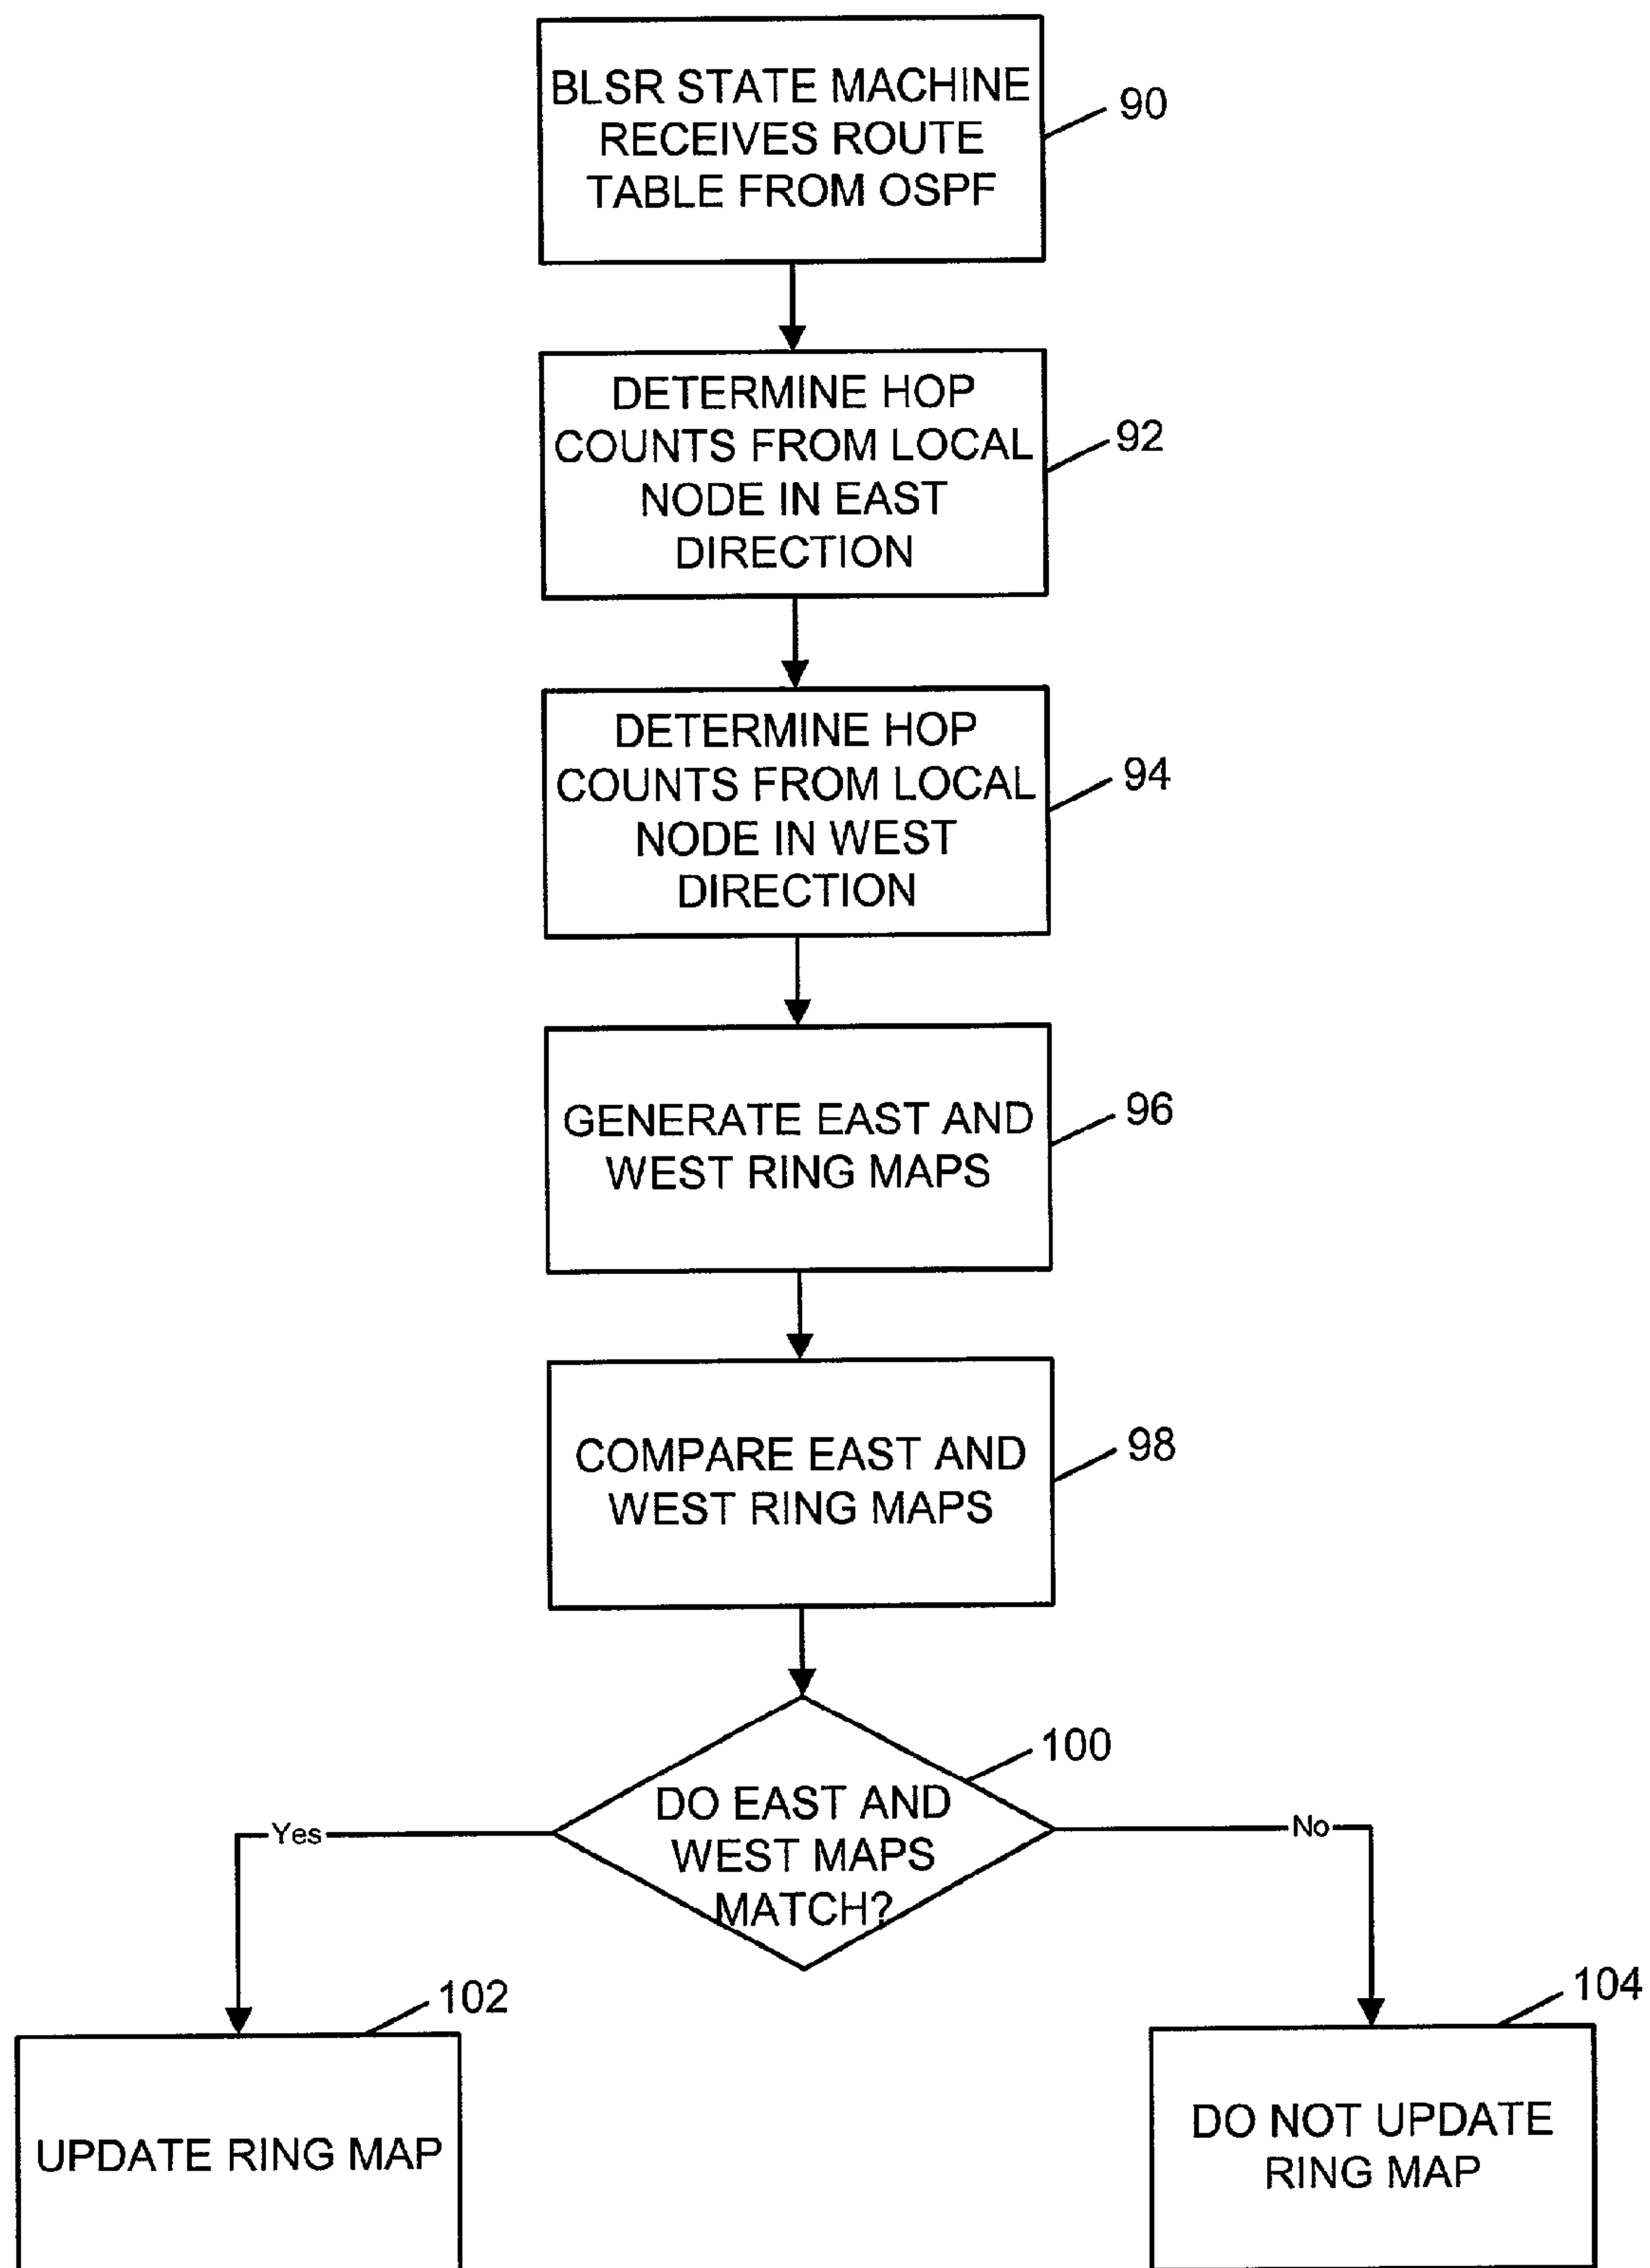 BLSR STATE MACHINE
RECEIVES ROUTE
TABLE FROM OSPF
90
DETERMINE HOP
COUNTS FROM LOCAL
NODE IN EAST
DIRECTION
92
DETERMINE HOP
COUNTS FROM LOCAL
NODE IN WEST
DIRECTION
94
GENERATE EAST AND
WEST RING MAPS
96
COMPARE EAST AND
WEST RING MAPS
98
DO EAST AND
WEST MAPS
MATCH?
100
Yes
No
UPDATE RING MAP
102
DO NOT UPDATE
RING MAP
104